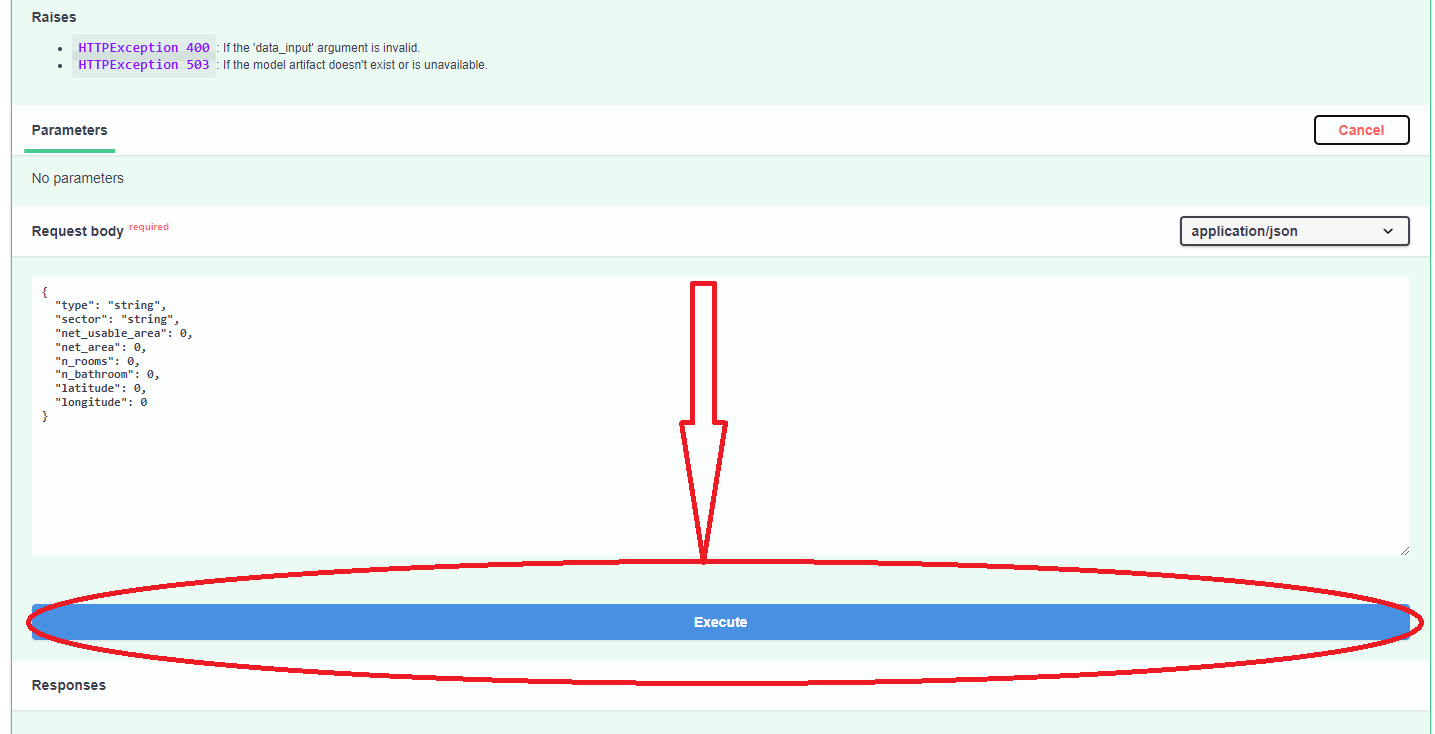 Raises
HTTPException 400 : If the 'data_input' argument is invalid.
HTTPException 503 : If the model artifact doesn't exist or is unavailable.
Parameters
Cancel
No parameters
Request body required
application/json
{
  "type": "string",
  "sector": "string",
  "net_usable_area": 0,
  "net_area": 0,
  "n_rooms": 0,
  "n_bathroom": 0,
  "latitude": 0,
  "longitude": 0
}
Execute
Responses